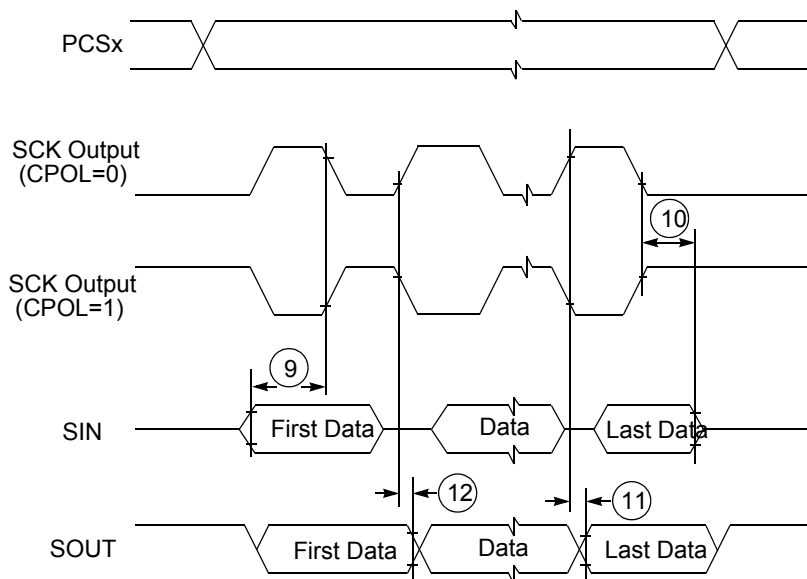 PCSx
SCK Output
(CPOL=0)
10
SCK Output
(CPOL=1)
9
SIN
First Data
Data
Last Data
12
11
SOUT
First Data
Data
Last Data